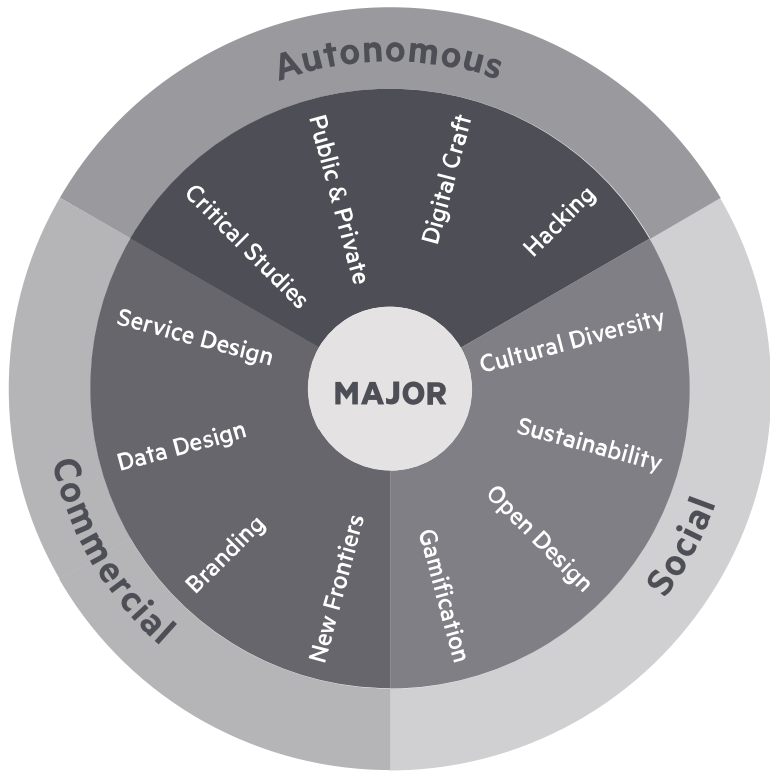 Autonomous
Critical Studies
Public & Private
Digital Craft
Hacking
Social
Cultural Diversity
Sustainability
Open Design
Gamification
Commercial
Service Design
Data Design
Branding
New Frontiers
MAJOR